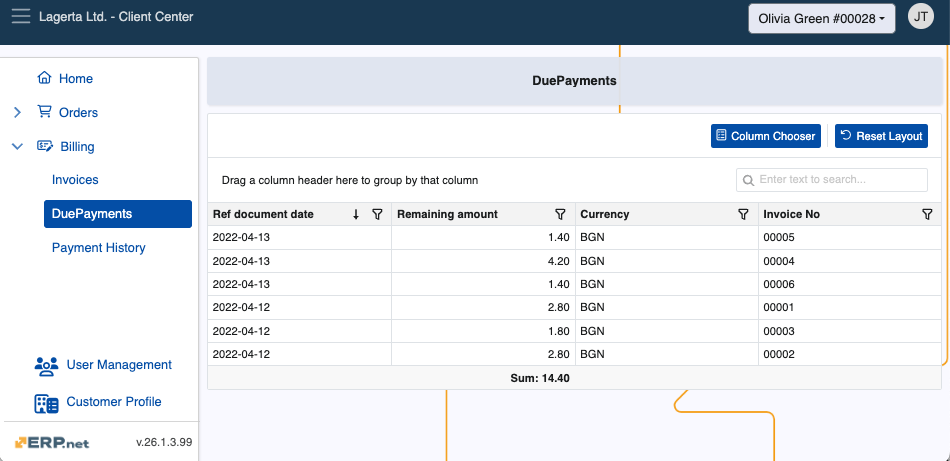 Lagerta Ltd. - Client Center
Olivia Green #00028
JT
Home
Orders
Billing
Invoices
DuePayments
Payment History
User Management
Customer Profile
ERP.net
v.26.1.3.99
DuePayments
Column Chooser
Reset Layout
Drag a column header here to group by that column
Enter text to search...
Ref document date Remaining amount Currency Invoice No
2022-04-13 1.40 BGN 00005
2022-04-13 4.20 BGN 00004
2022-04-13 1.40 BGN 00006
2022-04-12 2.80 BGN 00001
2022-04-12 1.80 BGN 00003
2022-04-12 2.80 BGN 00002
Sum: 14.40